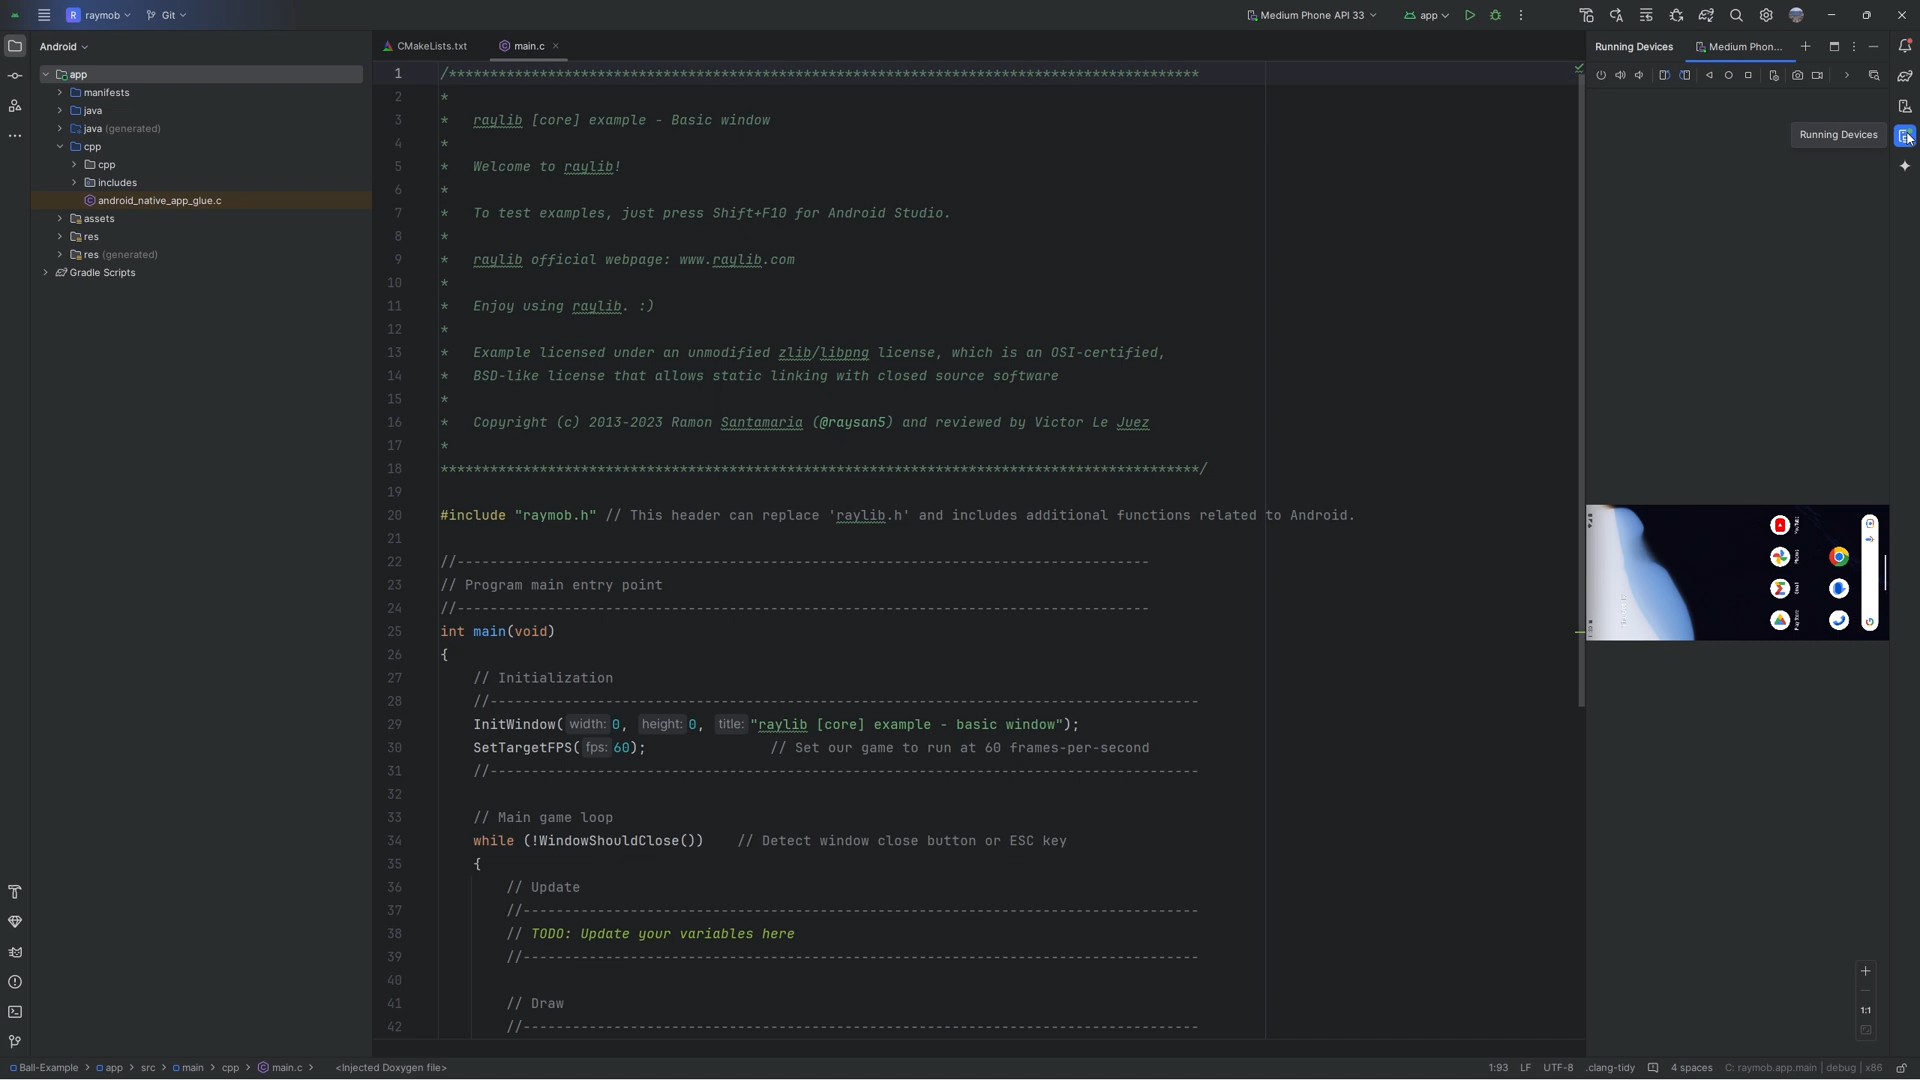 raymob
Git
Medium Phone API 33
app
Android
CMakeLists.txt
main.c
Running Devices
Medium Phon...
app
manifests
java
java (generated)
cpp
cpp
includes
android_native_app_glue.c
assets
res
res (generated)
Gradle Scripts
Running Devices
1 /********************************************************************************************
2 *
3 *   raylib [core] example - Basic window
4 *
5 *   Welcome to raylib!
6 *
7 *   To test examples, just press Shift+F10 for Android Studio.
8 *
9 *   raylib official webpage: www.raylib.com
10 *
11 *   Enjoy using raylib. :)
12 *
13 *   Example licensed under an unmodified zlib/libpng license, which is an OSI-certified,
14 *   BSD-like license that allows static linking with closed source software
15 *
16 *   Copyright (c) 2013-2023 Ramon Santamaria (@raysan5) and reviewed by Victor Le Juez
17 *
18 ********************************************************************************************/
19
20 #include "raymob.h" // This header can replace 'raylib.h' and includes additional functions related to Android.
21
22 //------------------------------------------------------------------------------------
23 // Program main entry point
24 //------------------------------------------------------------------------------------
25 int main(void)
26 {
27     // Initialization
28     //--------------------------------------------------------------------------------------
29     InitWindow( width: 0, height: 0, title: "raylib [core] example - basic window");
30     SetTargetFPS( fps: 60);               // Set our game to run at 60 frames-per-second
31     //--------------------------------------------------------------------------------------
32
33     // Main game loop
34     while (!WindowShouldClose())    // Detect window close button or ESC key
35     {
36         // Update
37         //----------------------------------------------------------------------------------
38         // TODO: Update your variables here
39         //----------------------------------------------------------------------------------
40
41         // Draw
42         //----------------------------------------------------------------------------------
1:1
Ball-Example > app > src > main > cpp > main.c > <Injected Doxygen file>
1:93 LF UTF-8 .clang-tidy 4 spaces C: raymob.app.main | debug | x86